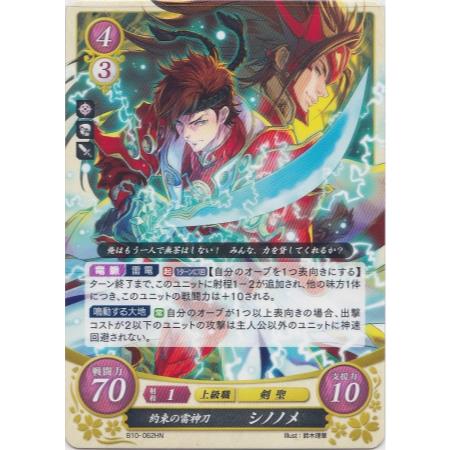 4
3
俺はもう一人で無茶はしない! みんな、力を貸してくれるか?
竜脈 雷竜 起 1ターンに1回 【自分のオーブを1つ表向きにする】
ターン終了まで、このユニットに射程1-2が追加され、他の味方1体
につき、このユニットの戦闘力は+10される。
鳴動する大地 常 自分のオーブが1つ以上表向きの場合、出撃
コストが2以下のユニットの攻撃は主人公以外のユニットに神速
回避されない。
戦闘力 70
射程 1
上級職
剣聖
支援力 10
約束の雷神刀 シノノメ
B10-062HN
Illust:鈴木理華